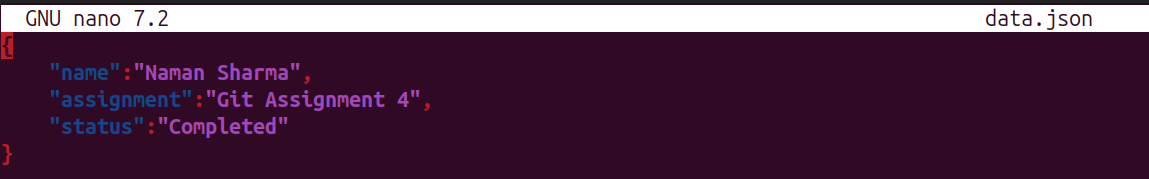 GNU nano 7.2 data.json
{
"name":"Naman Sharma",
"assignment":"Git Assignment 4",
"status":"Completed"
}